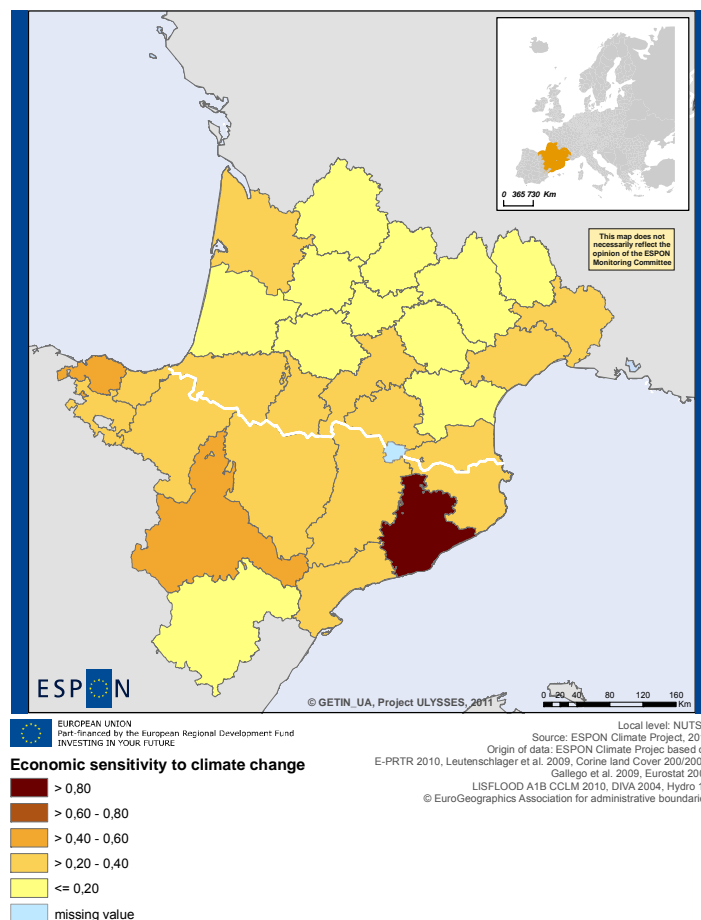 0 365 730 Km
This map does not
necessarily reflect the
opinion of the ESPON
Monitoring Committee
ESPON
© GETIN_UA, Project ULYSSES, 2011
0 20 40 80 120 160
Km
EUROPEAN UNION
Part-financed by the European Regional Development Fund
INVESTING IN YOUR FUTURE
Local level: NUTS
Source: ESPON Climate Project, 20
Origin of data: ESPON Climate Projec based o
E-PRTR 2010, Leutenschlager et al. 2009, Corine land Cover 200/200
Gallego et al. 2009, Eurostat 20
LISFLOOD A1B CCLM 2010, DIVA 2004, Hydro 1
© EuroGeographics Association for administrative boundarie
Economic sensitivity to climate change
> 0,80
> 0,60 - 0,80
> 0,40 - 0,60
> 0,20 - 0,40
<= 0,20
missing value